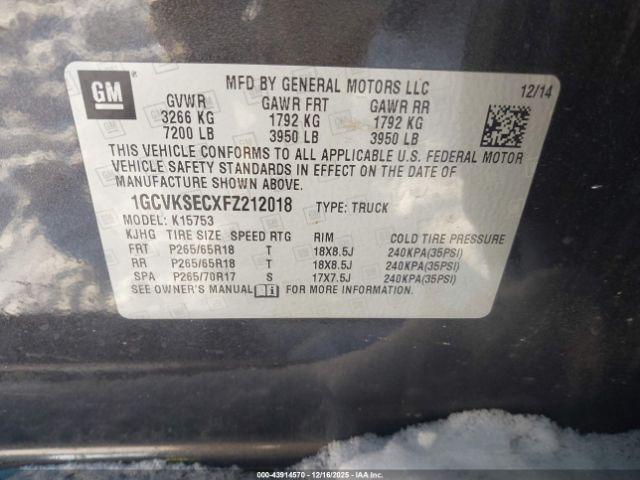 GM
MFD BY GENERAL MOTORS LLC 12/14
GVWR GAWR FRT GAWR RR
3266 KG 1792 KG 1792 KG
7200 LB 3950 LB 3950 LB
THIS VEHICLE CONFORMS TO ALL APPLICABLE U.S. FEDERAL MOTOR
VEHICLE SAFETY STANDARDS IN EFFECT ON THE DATE OF
MANUFACTURE SHOWN ABOVE.
1GCVKSECXFZ212018 TYPE: TRUCK
MODEL: K15753
KJHG TIRE SIZE SPEED RTG RIM COLD TIRE PRESSURE
FRT P265/65R18 T 18X8.5J 240KPA(35PSI)
RR P265/65R18 T 18X8.5J 240KPA(35PSI)
SPA P265/70R17 S 17X7.5J 240KPA(35PSI)
SEE OWNER'S MANUAL FOR MORE INFORMATION.
© COPART - 43914570 - 12/16/2025 - IAA HOLDINGS, LLC